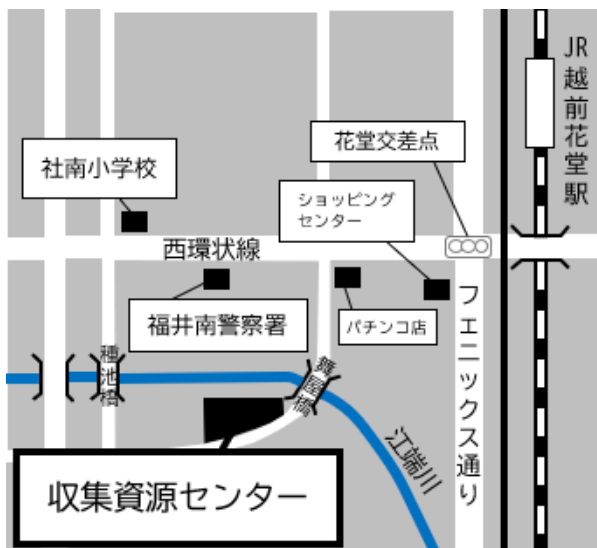 JR越前花堂駅
花堂交差点
社南小学校
ショッピング
センター
西環状線
福井南警察署
パチンコ店
フェニックス通り
種池橋
舞屋橋
江端川
収集資源センター